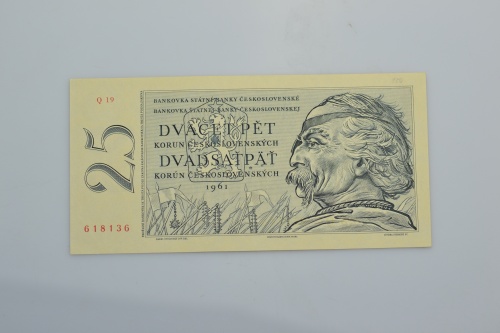 Q 19
25
618136
BANKOVKA STÁTNÍ BANKY ČESKOSLOVENSKÉ
BANKOVKA ŠTÁTNEJ BANKY ČESKOSLOVENSKEJ
DVACET PĚT
KORUN ČESKOSLOVENSKÝCH
DVADSAŤPÄŤ
KORÚN ČESKOSLOVENSKÝCH
1961